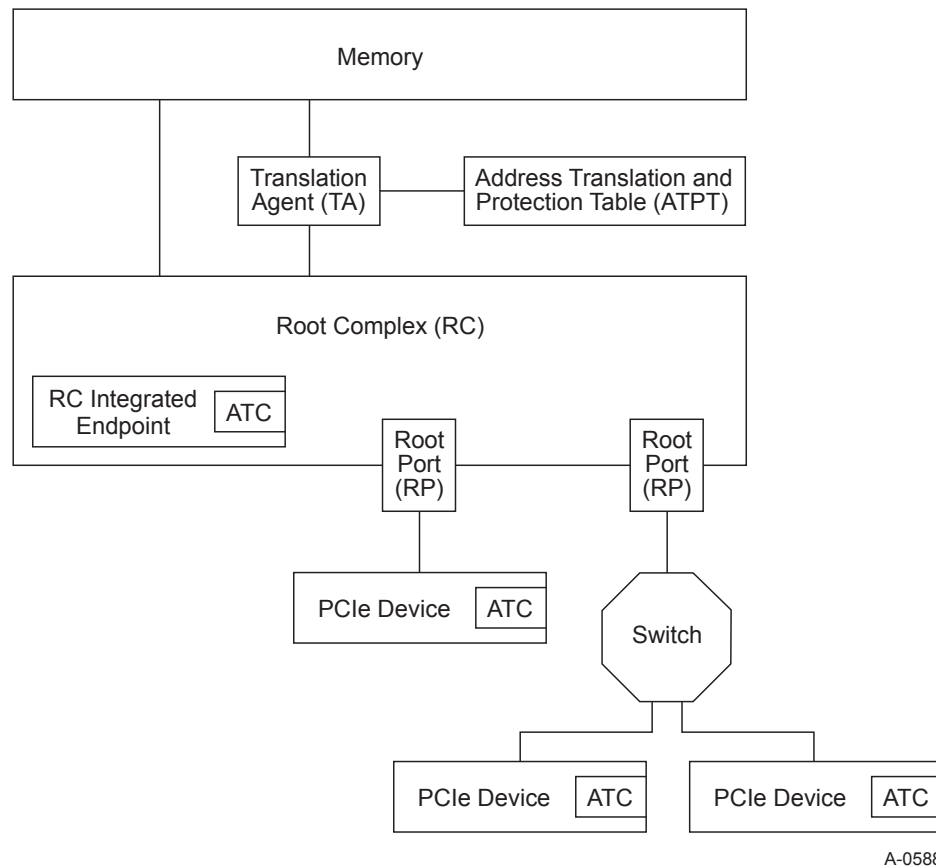 Memory
Translation
Agent (TA)
Address Translation and
Protection Table (ATPT)
Root Complex (RC)
RC Integrated
Endpoint
ATC
Root
Port
(RP)
Root
Port
(RP)
PCIe Device
ATC
Switch
PCIe Device
ATC
PCIe Device
ATC
A-0588